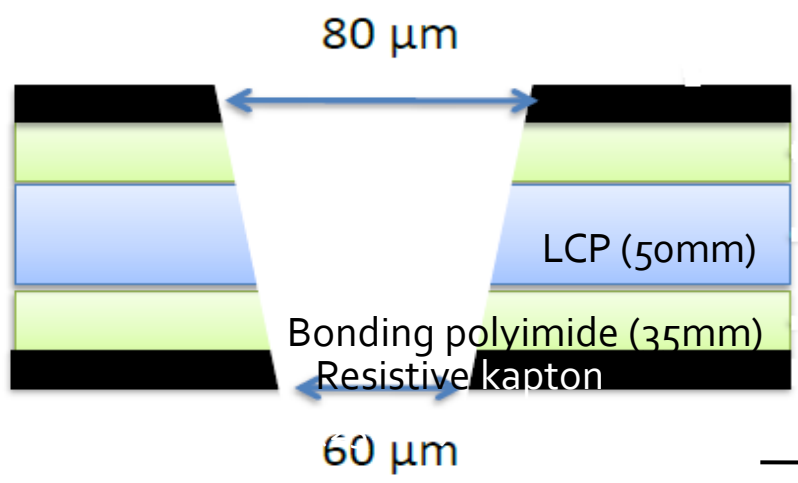 80 µm
LCP (50mm)
Bonding polyimide (35mm)
Resistive kapton
60 µm